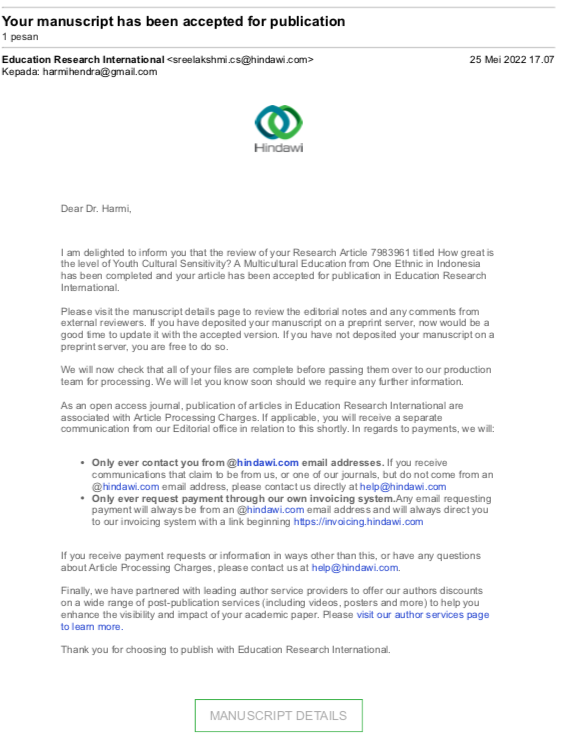 Your manuscript has been accepted for publication
1 pesan
Education Research International <sreelakshmi.cs@hindawi.com> 25 Mei 2022 17.07
Kepada: harmihendra@gmail.com
Hindawi
Dear Dr. Harmi,
I am delighted to inform you that the review of your Research Article 7983961 titled How great is
the level of Youth Cultural Sensitivity? A Multicultural Education from One Ethnic in Indonesia
has been completed and your article has been accepted for publication in Education Research
International.
Please visit the manuscript details page to review the editorial notes and any comments from
external reviewers. If you have deposited your manuscript on a preprint server, now would be a
good time to update it with the accepted version. If you have not deposited your manuscript on a
preprint server, you are free to do so.
We will now check that all of your files are complete before passing them over to our production
team for processing. We will let you know soon should we require any further information.
As an open access journal, publication of articles in Education Research International are
associated with Article Processing Charges. If applicable, you will receive a separate
communication from our Editorial office in relation to this shortly. In regards to payments, we will:
• Only ever contact you from @hindawi.com email addresses. If you receive
communications that claim to be from us, or one of our journals, but do not come from an
@hindawi.com email address, please contact us directly at help@hindawi.com
• Only ever request payment through our own invoicing system.Any email requesting
payment will always be from an @hindawi.com email address and will always direct you
to our invoicing system with a link beginning https://invoicing.hindawi.com
If you receive payment requests or information in ways other than this, or have any questions
about Article Processing Charges, please contact us at help@hindawi.com.
Finally, we have partnered with leading author service providers to offer our authors discounts
on a wide range of post-publication services (including videos, posters and more) to help you
enhance the visibility and impact of your academic paper. Please visit our author services page
to learn more.
Thank you for choosing to publish with Education Research International.
MANUSCRIPT DETAILS